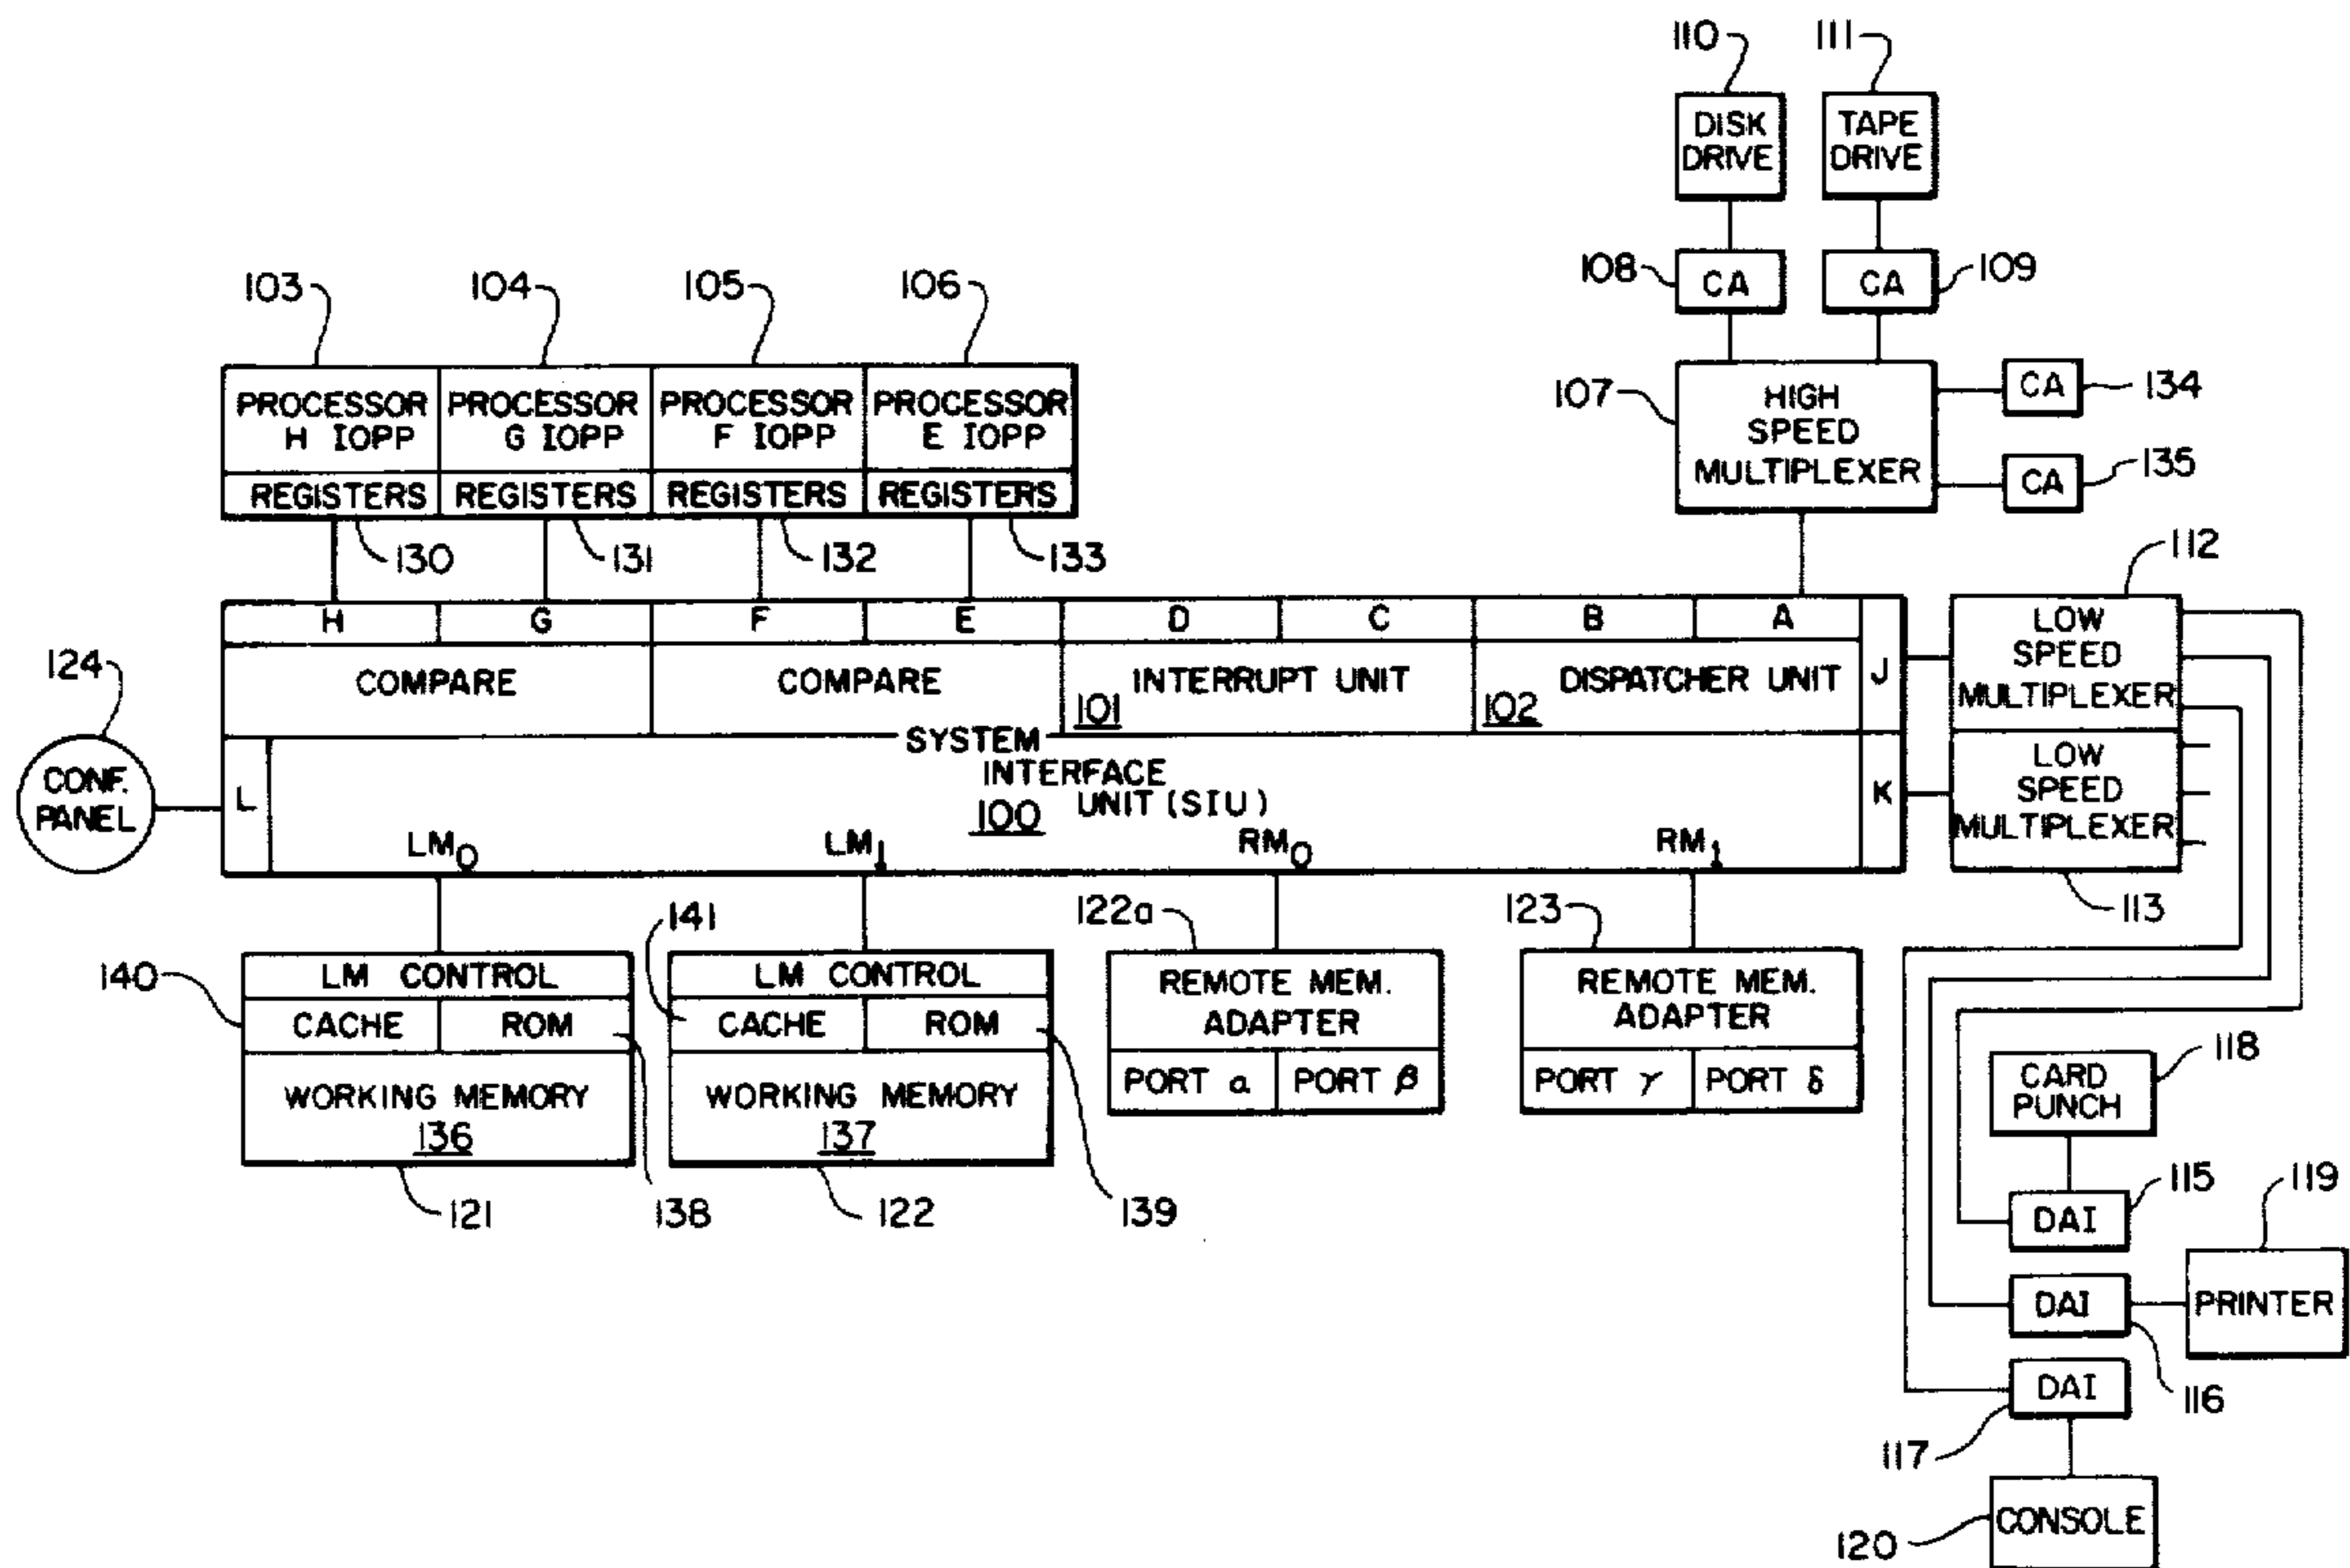 110
111
DISK
DRIVE
TAPE
DRIVE
108
CA
CA
109
103
104
105
106
107
HIGH
SPEED
MULTIPLEXER
CA
134
CA
135
PROCESSOR
H IOPP
PROCESSOR
G IOPP
PROCESSOR
F IOPP
PROCESSOR
E IOPP
REGISTERS
REGISTERS
REGISTERS
REGISTERS
130
131
132
133
112
H
G
F
E
D
C
B
A
J
LOW
SPEED
MULTIPLEXER
124
COMPARE
COMPARE
INTERRUPT UNIT
101
DISPATCHER UNIT
102
CONF.
PANEL
L
SYSTEM
INTERFACE
UNIT (SIU)
100
K
LOW
SPEED
MULTIPLEXER
113
LM0
LM1
RM0
RM1
140
LM CONTROL
CACHE
ROM
WORKING MEMORY
136
121
138
141
LM CONTROL
CACHE
ROM
WORKING MEMORY
137
122
139
122a
REMOTE MEM.
ADAPTER
PORT α
PORT β
123
REMOTE MEM.
ADAPTER
PORT γ
PORT δ
CARD
PUNCH
118
DAI
115
119
DAI
116
PRINTER
DAI
117
CONSOLE
120